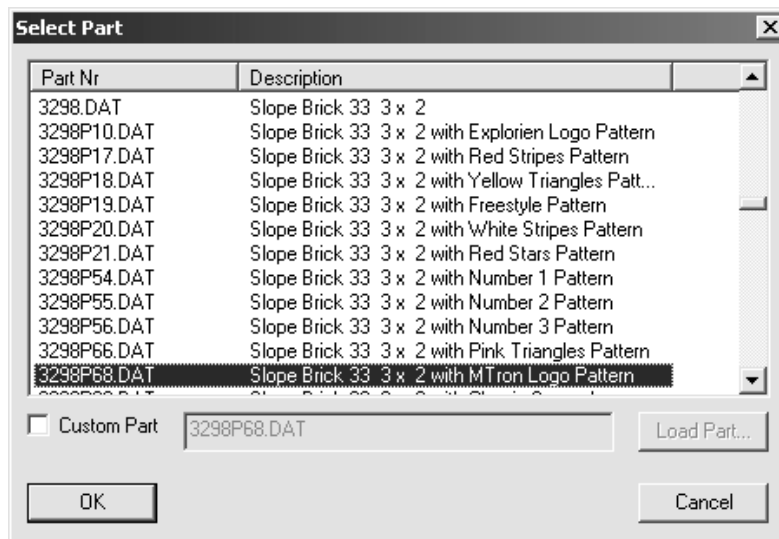 Select Part
Part Nr Description
3298.DAT Slope Brick 33 3 x 2
3298P10.DAT Slope Brick 33 3 x 2 with Explorien Logo Pattern
3298P17.DAT Slope Brick 33 3 x 2 with Red Stripes Pattern
3298P18.DAT Slope Brick 33 3 x 2 with Yellow Triangles Patt...
3298P19.DAT Slope Brick 33 3 x 2 with Freestyle Pattern
3298P20.DAT Slope Brick 33 3 x 2 with White Stripes Pattern
3298P21.DAT Slope Brick 33 3 x 2 with Red Stars Pattern
3298P54.DAT Slope Brick 33 3 x 2 with Number 1 Pattern
3298P55.DAT Slope Brick 33 3 x 2 with Number 2 Pattern
3298P56.DAT Slope Brick 33 3 x 2 with Number 3 Pattern
3298P66.DAT Slope Brick 33 3 x 2 with Pink Triangles Pattern
3298P68.DAT Slope Brick 33 3 x 2 with MTron Logo Pattern
Custom Part 3298P68.DAT Load Part...
OK Cancel